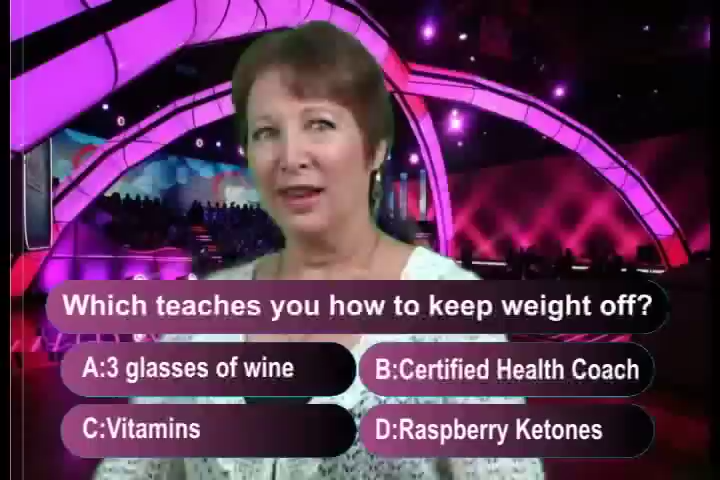 Which teaches you how to keep weight off?
A:3 glasses of wine
B:Certified Health Coach
C:Vitamins
D:Raspberry Ketones